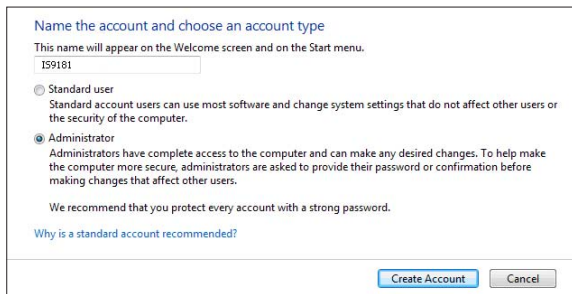 Name the account and choose an account type
This name will appear on the Welcome screen and on the Start menu.
IS9181
Standard user
Standard account users can use most software and change system settings that do not affect other users or
the security of the computer.
Administrator
Administrators have complete access to the computer and can make any desired changes. To help make
the computer more secure, administrators are asked to provide their password or confirmation before
making changes that affect other users.
We recommend that you protect every account with a strong password.
Why is a standard account recommended?
Create Account
Cancel